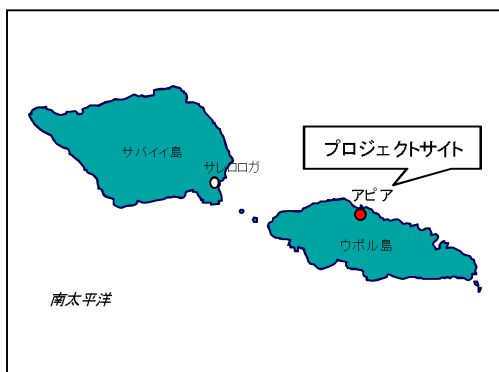 サバイイ島
サレロロガ
プロジェクトサイト
アピア
ウポル島
南太平洋